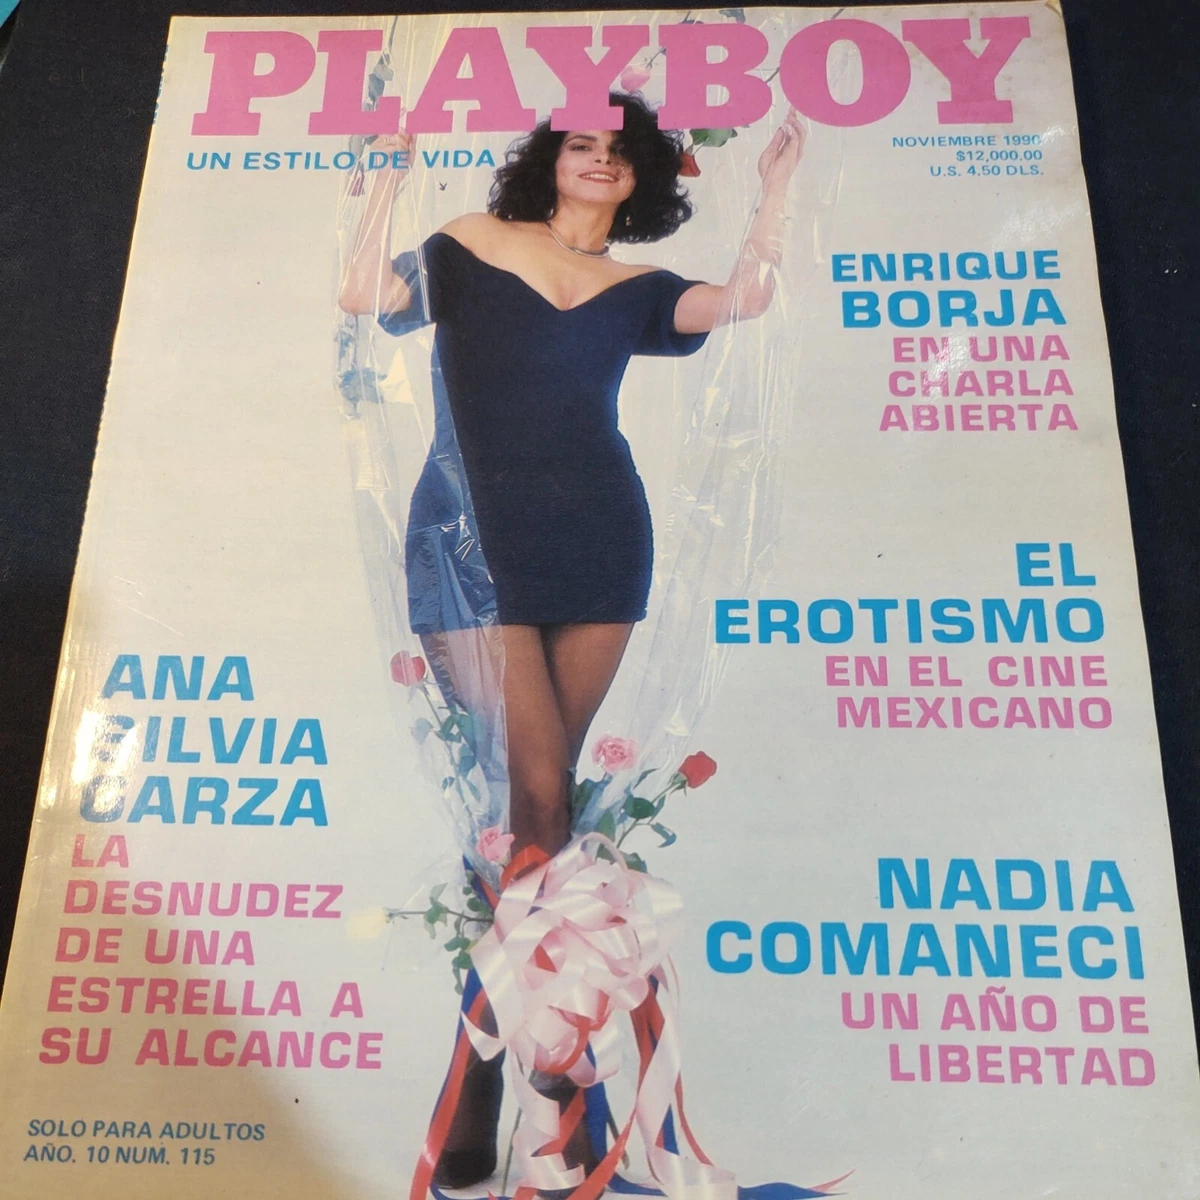 PLAYBOY
UN ESTILO DE VIDA
NOVIEMBRE 1990
$12,000.00
U.S. 4.50 DLS.
ENRIQUE
BORJA
EN UNA
CHARLA
ABIERTA
EL
EROTISMO
EN EL CINE
MEXICANO
ANA
SILVIA
GARZA
LA
DESNUDEZ
DE UNA
ESTRELLA A
SU ALCANCE
NADIA
COMANECI
UN AÑO DE
LIBERTAD
SOLO PARA ADULTOS
AÑO. 10 NUM. 115